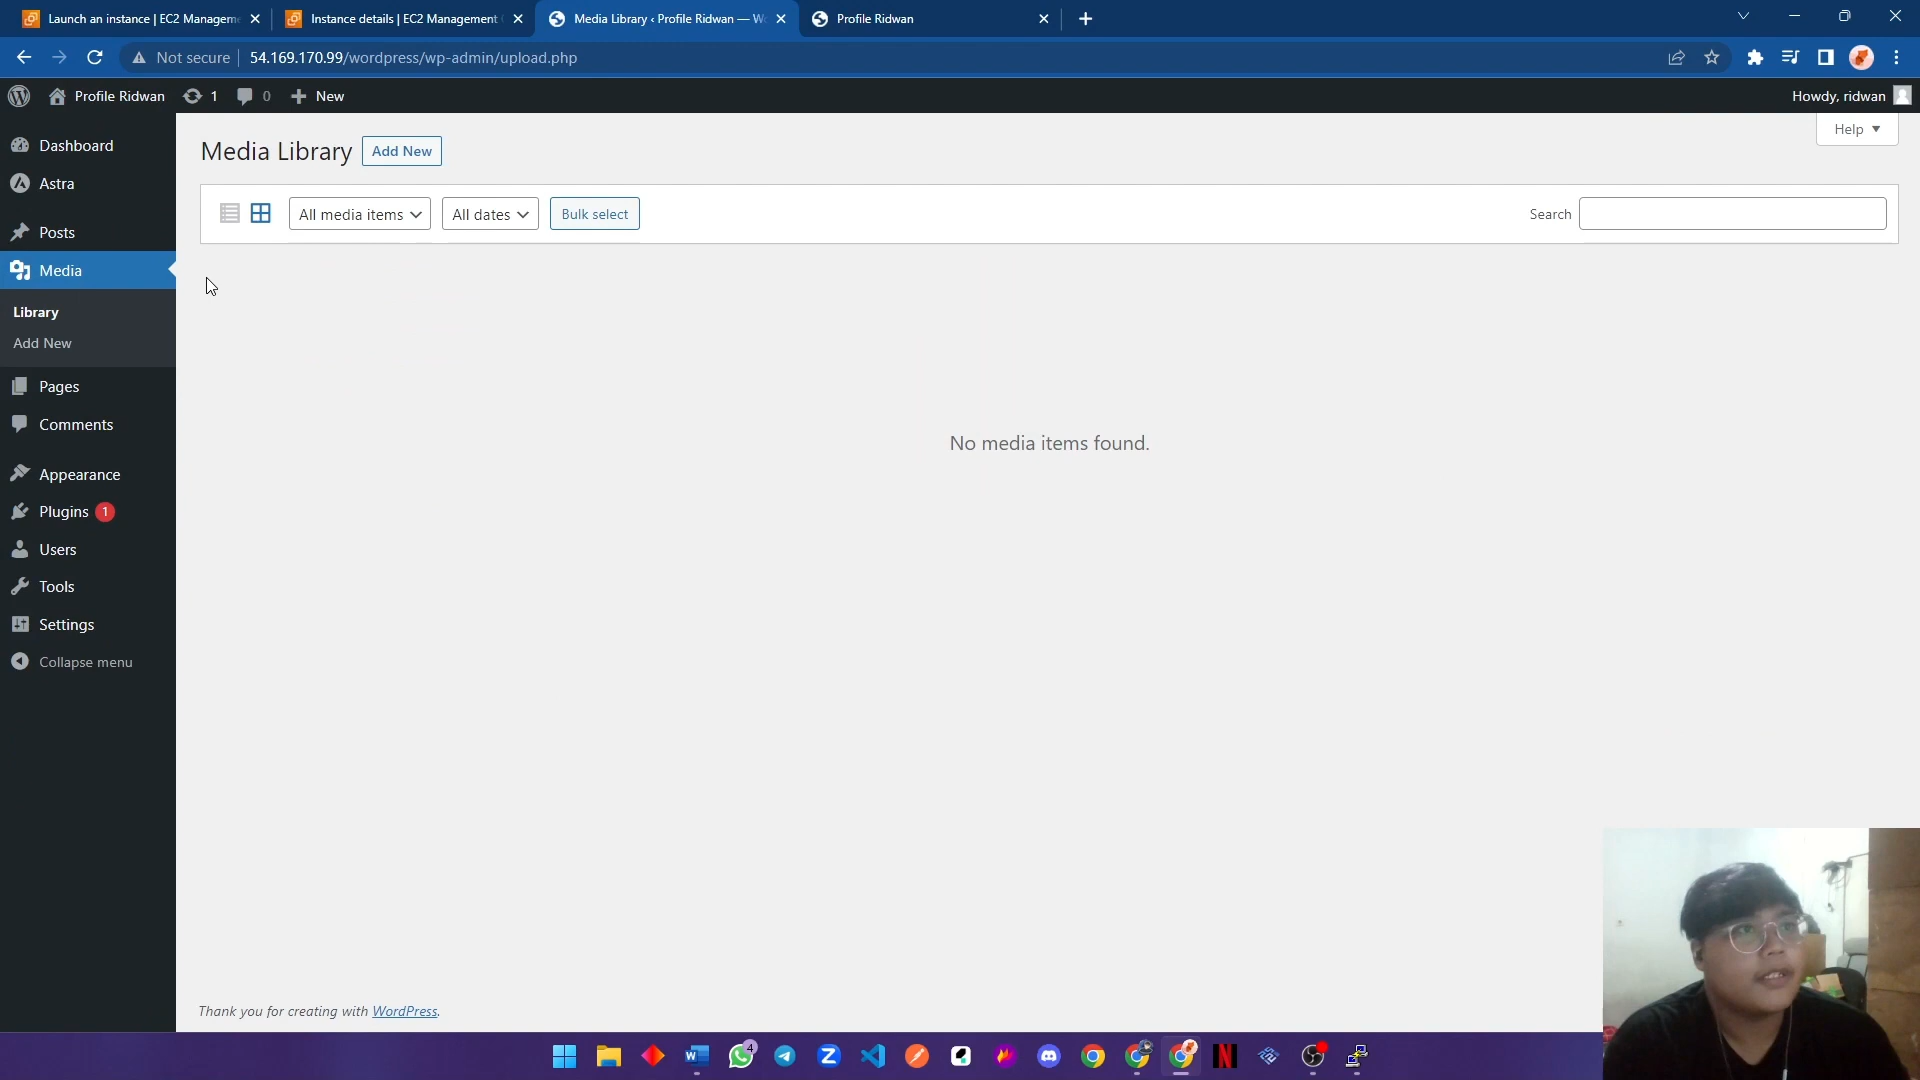 Launch an instance | EC2 Managem
Instance details | EC2 Management
Media Library ‹ Profile Ridwan — W
Profile Ridwan
Not secure
54.169.170.99/wordpress/wp-admin/upload.php
Profile Ridwan
1
0
New
Howdy, ridwan
Help
Dashboard
Astra
Posts
Media
Library
Add New
Pages
Comments
Appearance
Plugins 1
Users
Tools
Settings
Collapse menu
Media Library
Add New
All media items
All dates
Bulk select
Search
No media items found.
Thank you for creating with WordPress.
4